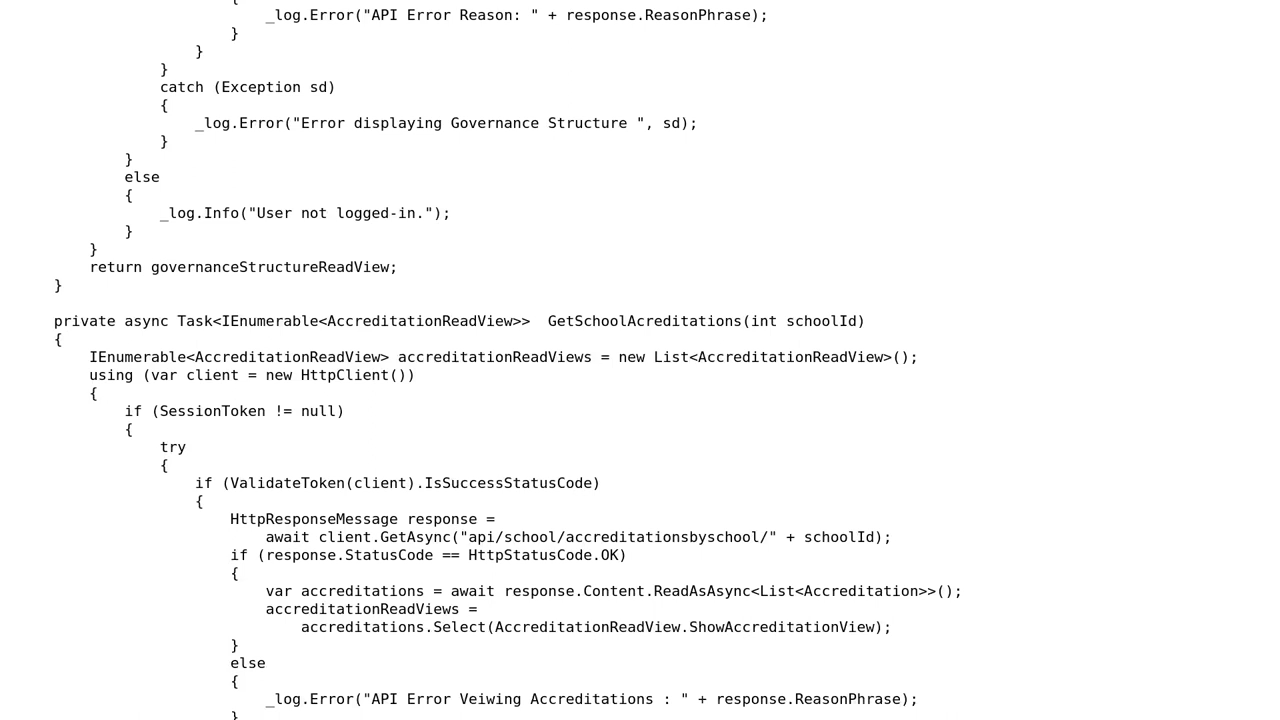 {
_log.Error("API Error Reason: " + response.ReasonPhrase);
}
}
}
catch (Exception sd)
{
_log.Error("Error displaying Governance Structure ", sd);
}
}
else
{
_log.Info("User not logged-in.");
}
}
return governanceStructureReadView;
}
private async Task<IEnumerable<AccreditationReadView>>  GetSchoolAcreditations(int schoolId)
{
IEnumerable<AccreditationReadView> accreditationReadViews = new List<AccreditationReadView>();
using (var client = new HttpClient())
{
if (SessionToken != null)
{
try
{
if (ValidateToken(client).IsSuccessStatusCode)
{
HttpResponseMessage response =
await client.GetAsync("api/school/accreditationsbyschool/" + schoolId);
if (response.StatusCode == HttpStatusCode.OK)
{
var accreditations = await response.Content.ReadAsAsync<List<Accreditation>>();
accreditationReadViews =
accreditations.Select(AccreditationReadView.ShowAccreditationView);
}
else
{
_log.Error("API Error Veiwing Accreditations : " + response.ReasonPhrase);
}